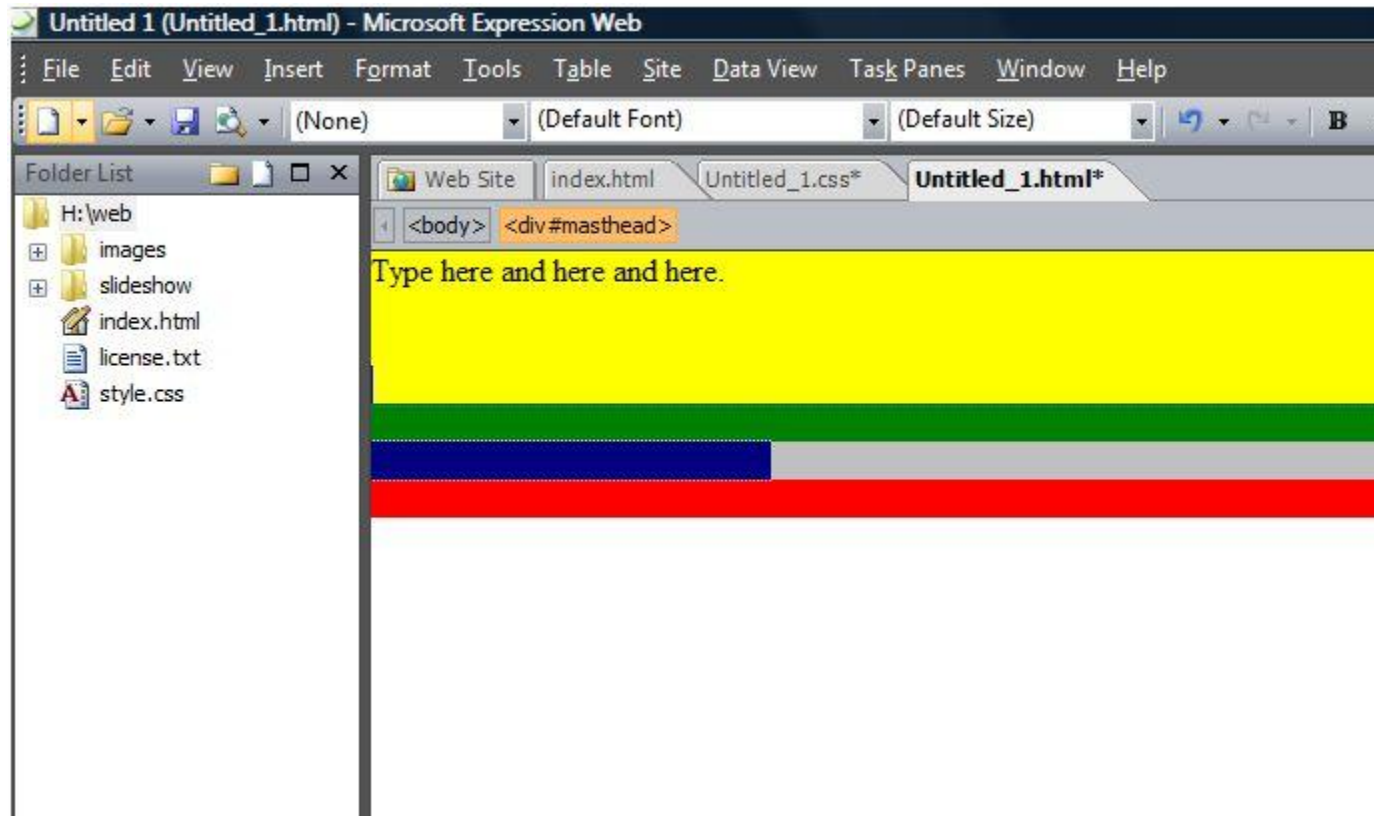 Untitled 1 (Untitled_1.html) - Microsoft Expression Web
File Edit View Insert Format Tools Table Site Data View Task Panes Window Help
(None) (Default Font) (Default Size) B
Folder List
Web Site index.html Untitled_1.css* Untitled_1.html*
<body> <div#masthead>
H:\web
images
slideshow
index.html
license.txt
style.css
Type here and here and here.